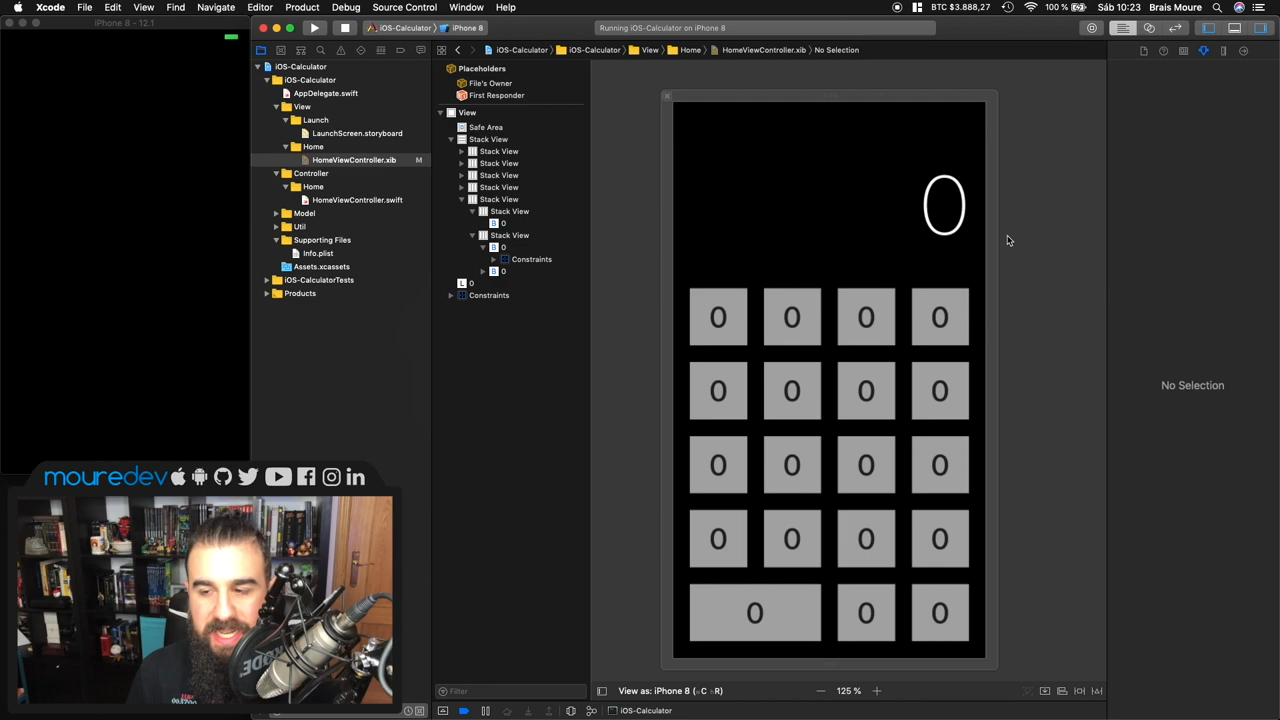 Xcode File Edit View Find Navigate Editor Product Debug Source Control Window Help
BTC $3.888,27 100 % Sáb 10:23 Brais Moure
iPhone 8 - 12.1
iOS-Calculator iPhone 8
Running iOS-Calculator on iPhone 8
iOS-Calculator iOS-Calculator View Home HomeViewController.xib No Selection
iOS-Calculator
iOS-Calculator
AppDelegate.swift
View
Launch
LaunchScreen.storyboard
Home
HomeViewController.xib M
Controller
Home
HomeViewController.swift
Model
Util
Supporting Files
Info.plist
Assets.xcassets
iOS-CalculatorTests
Products
Placeholders
File's Owner
First Responder
View
Safe Area
Stack View
Stack View
Stack View
Stack View
Stack View
Stack View
Stack View
B 0
Stack View
B 0
Constraints
B 0
L 0
Constraints
0
0 0 0 0
0 0 0 0
0 0 0 0
0 0 0 0
0 0 0
No Selection
mouredev
Filter
View as: iPhone 8 (wC hR)
125 %
iOS-Calculator